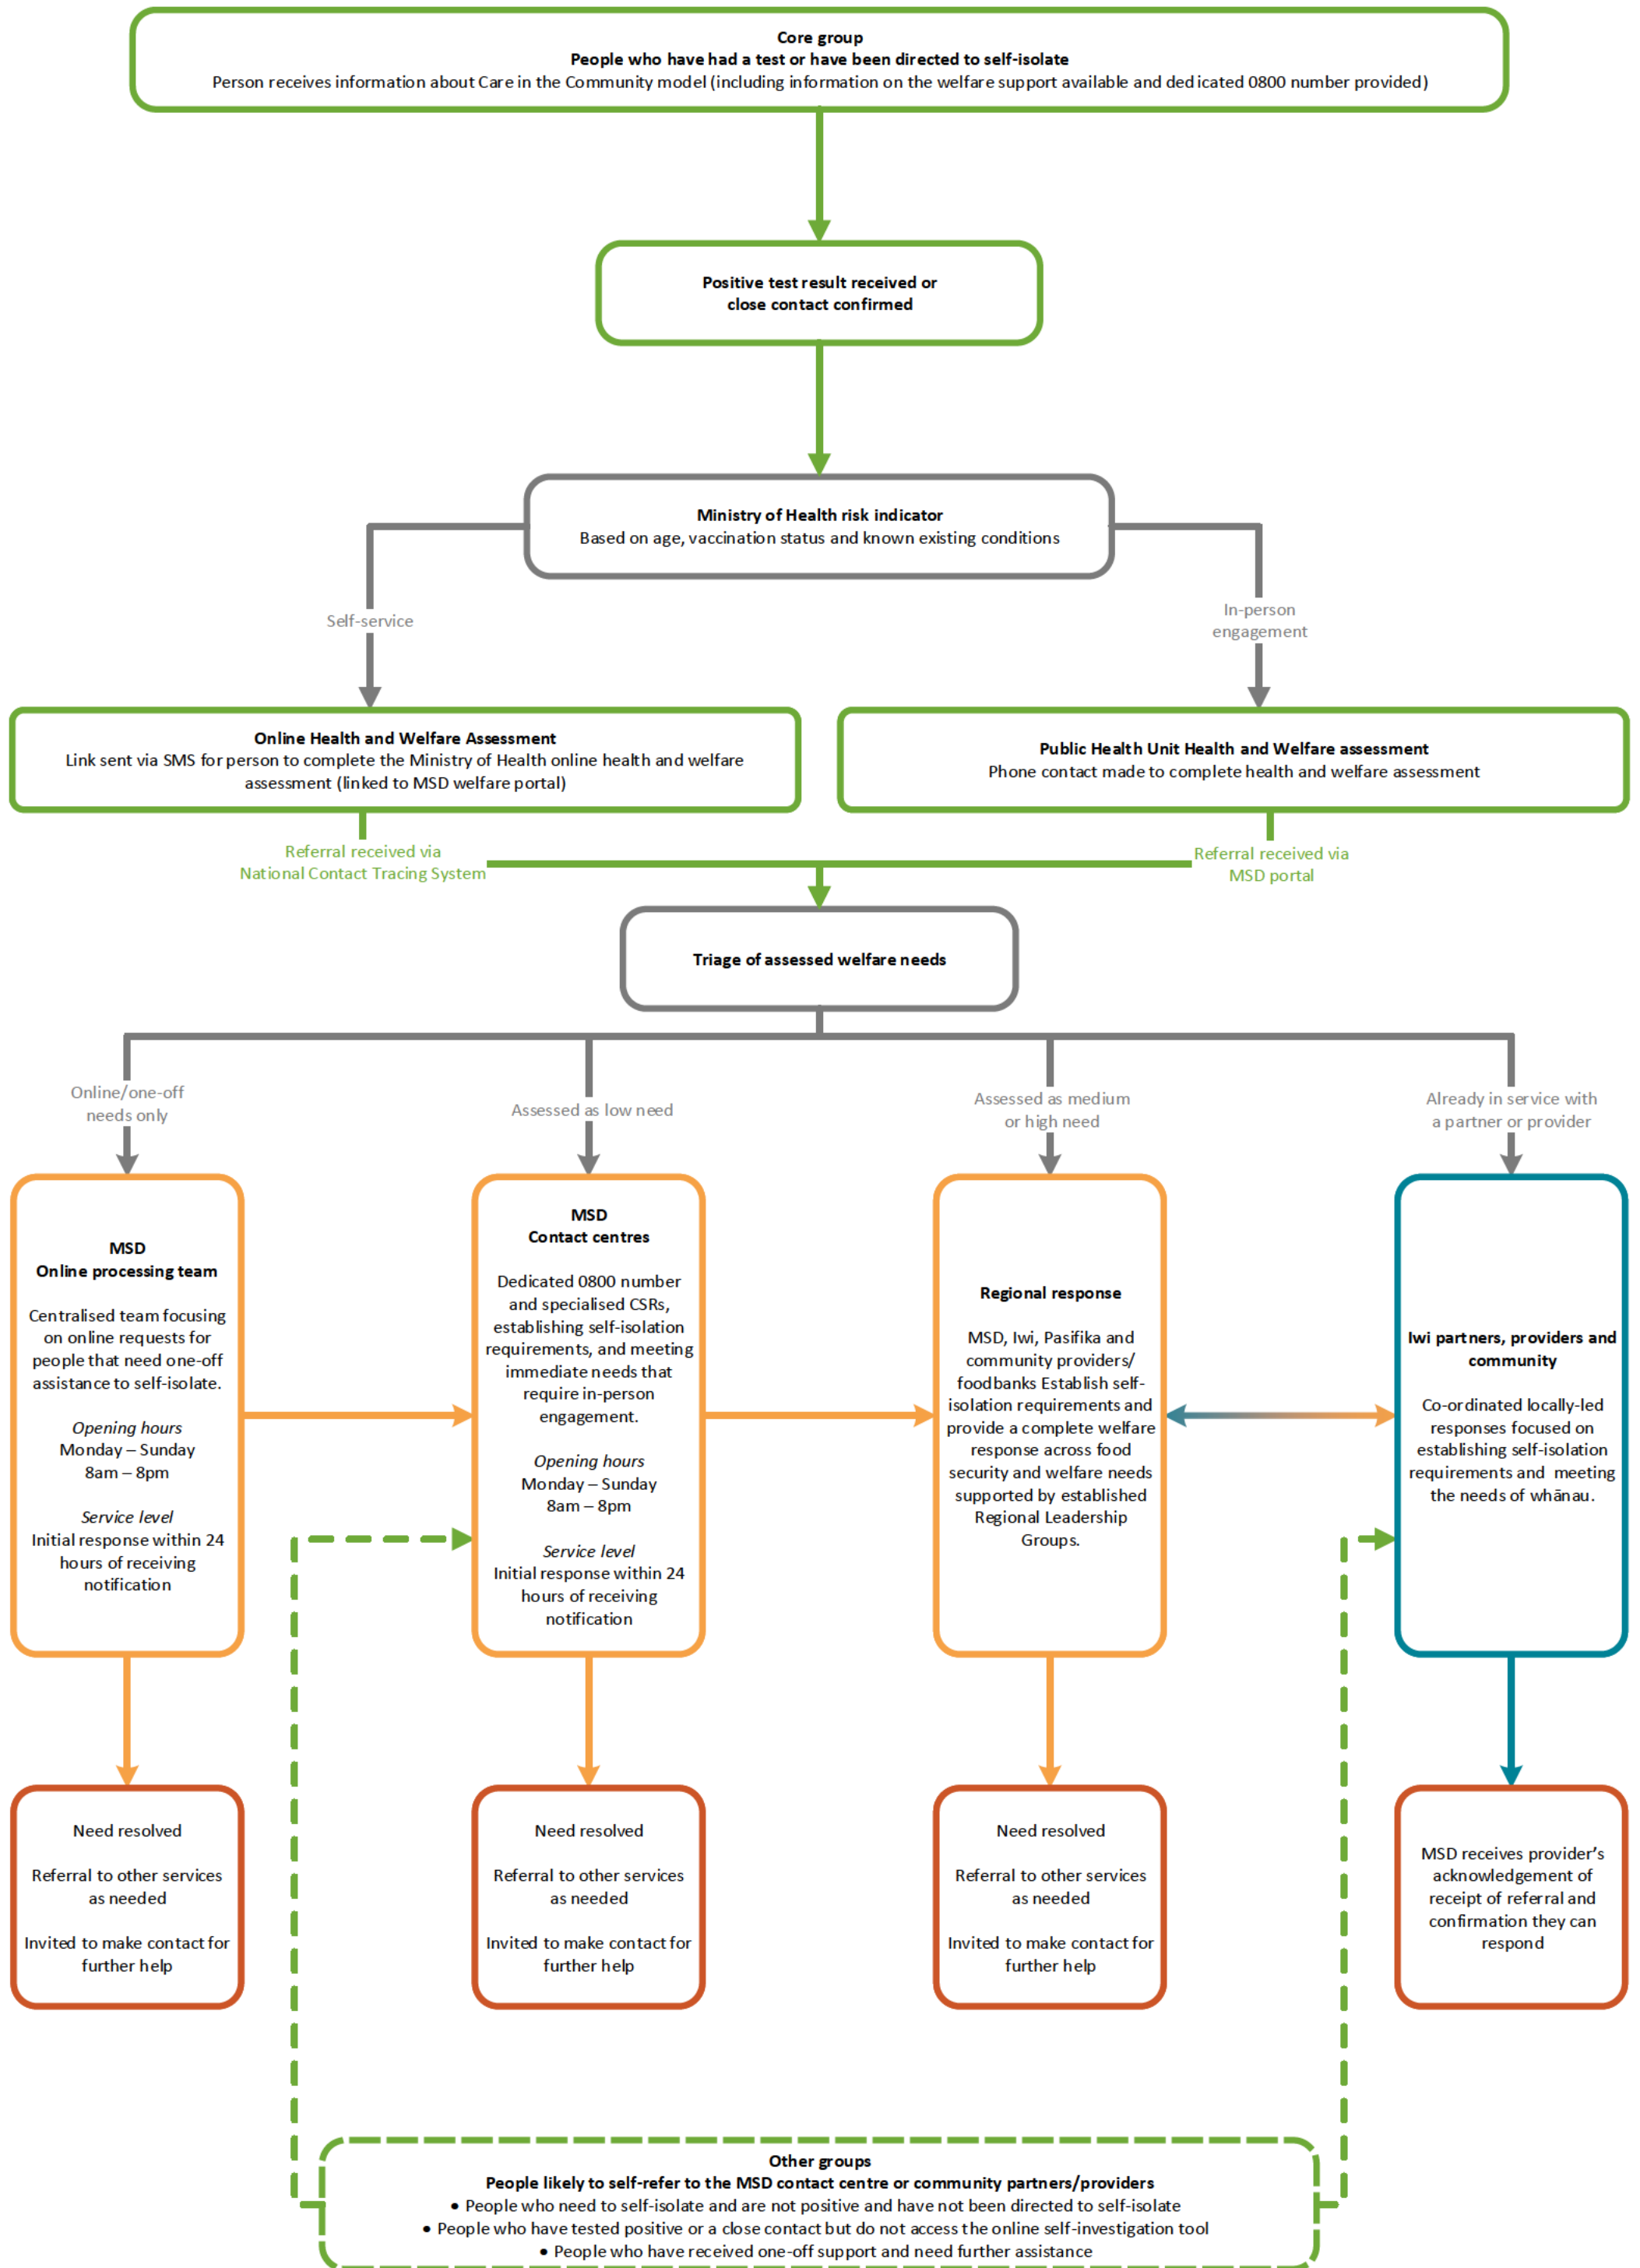 Core group
People who have had a test or have been directed to self-isolate
Person receives information about Care in the Community model (including information on the welfare support available and dedicated 0800 number provided)
Positive test result received or
close contact confirmed
Ministry of Health risk indicator
Based on age, vaccination status and known existing conditions
Self-service
In-person
engagement
Online Health and Welfare Assessment
Link sent via SMS for person to complete the Ministry of Health online health and welfare
assessment (linked to MSD welfare portal)
Public Health Unit Health and Welfare assessment
Phone contact made to complete health and welfare assessment
Referral received via
National Contact Tracing System
Referral received via
MSD portal
Triage of assessed welfare needs
Online/one-off
needs only
Assessed as low need
Assessed as medium
or high need
Already in service with
a partner or provider
MSD
Online processing team
Centralised team focusing
on online requests for
people that need one-off
assistance to self-isolate.
Opening hours
Monday – Sunday
8am – 8pm
Service level
Initial response within 24
hours of receiving
notification
MSD
Contact centres
Dedicated 0800 number
and specialised CSRs,
establishing self-isolation
requirements, and meeting
immediate needs that
require in-person
engagement.
Opening hours
Monday – Sunday
8am – 8pm
Service level
Initial response within 24
hours of receiving
notification
Regional response
MSD, Iwi, Pasifika and
community providers/
foodbanks Establish self-
isolation requirements and
provide a complete welfare
response across food
security and welfare needs
supported by established
Regional Leadership
Groups.
Iwi partners, providers and
community
Co-ordinated locally-led
responses focused on
establishing self-isolation
requirements and meeting
the needs of whānau.
Need resolved
Referral to other services
as needed
Invited to make contact for
further help
Need resolved
Referral to other services
as needed
Invited to make contact for
further help
Need resolved
Referral to other services
as needed
Invited to make contact for
further help
MSD receives provider’s
acknowledgement of
receipt of referral and
confirmation they can
respond
Other groups
People likely to self-refer to the MSD contact centre or community partners/providers
• People who need to self-isolate and are not positive and have not been directed to self-isolate
• People who have tested positive or a close contact but do not access the online self-investigation tool
• People who have received one-off support and need further assistance